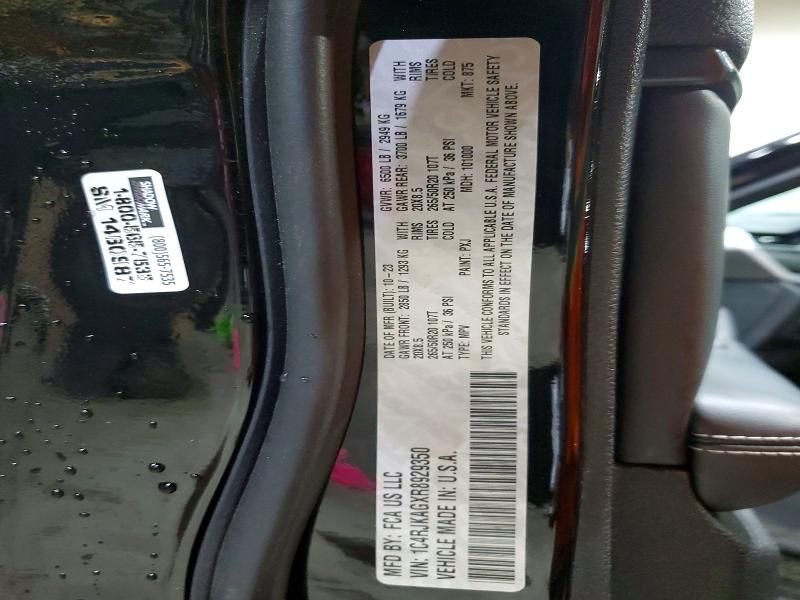 MFD BY: FCA US LLC
VIN: 1C4RJKAGXR8929350
VEHICLE MADE IN: U.S.A.
DATE OF MFR (BUILT): 10-23 GVWR: 6500 LB / 2949 KG
GAWR FRONT: 2850 LB / 1293 KG WITH GAWR REAR: 3700 LB / 1679 KG WITH
20X8.5 RIMS 20X8.5 RIMS
265/50R20 107T TIRES 265/50R20 107T TIRES
AT 250 kPa / 36 PSI COLD AT 250 kPa / 36 PSI COLD
TYPE: MPV PAINT: PXJ MDH: 101000 MKT: 875
THIS VEHICLE CONFORMS TO ALL APPLICABLE U.S.A. FEDERAL MOTOR VEHICLE SAFETY
STANDARDS IN EFFECT ON THE DATE OF MANUFACTURE SHOWN ABOVE.
(800) 565-7535